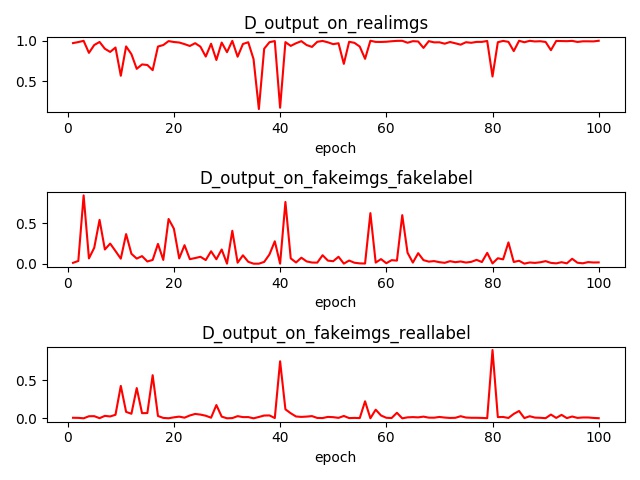 D_output_on_realimgs
1.0
0.5
0 20 40 60 80 100
epoch
D_output_on_fakeimgs_fakelabel
0.5
0.0
0 20 40 60 80 100
epoch
D_output_on_fakeimgs_reallabel
0.5
0.0
0 20 40 60 80 100
epoch